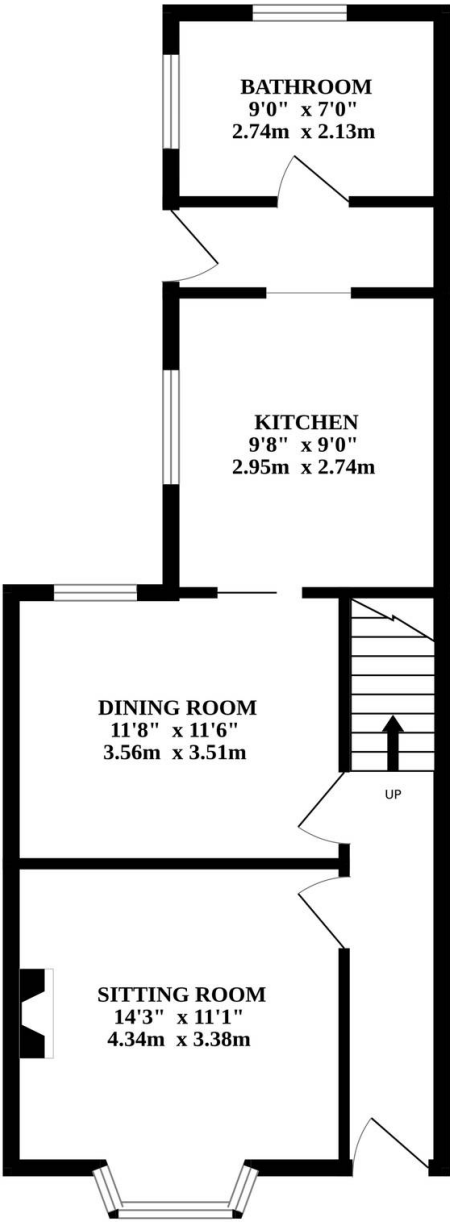 BATHROOM
9'0" x 7'0"
2.74m x 2.13m
KITCHEN
9'8" x 9'0"
2.95m x 2.74m
DINING ROOM
11'8" x 11'6"
3.56m x 3.51m
UP
SITTING ROOM
14'3" x 11'1"
4.34m x 3.38m